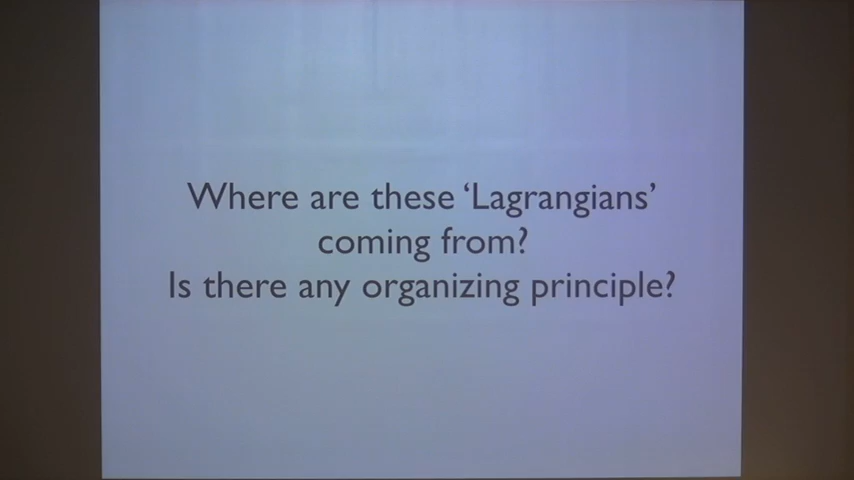 Where are these ‘Lagrangians’
coming from?
Is there any organizing principle?